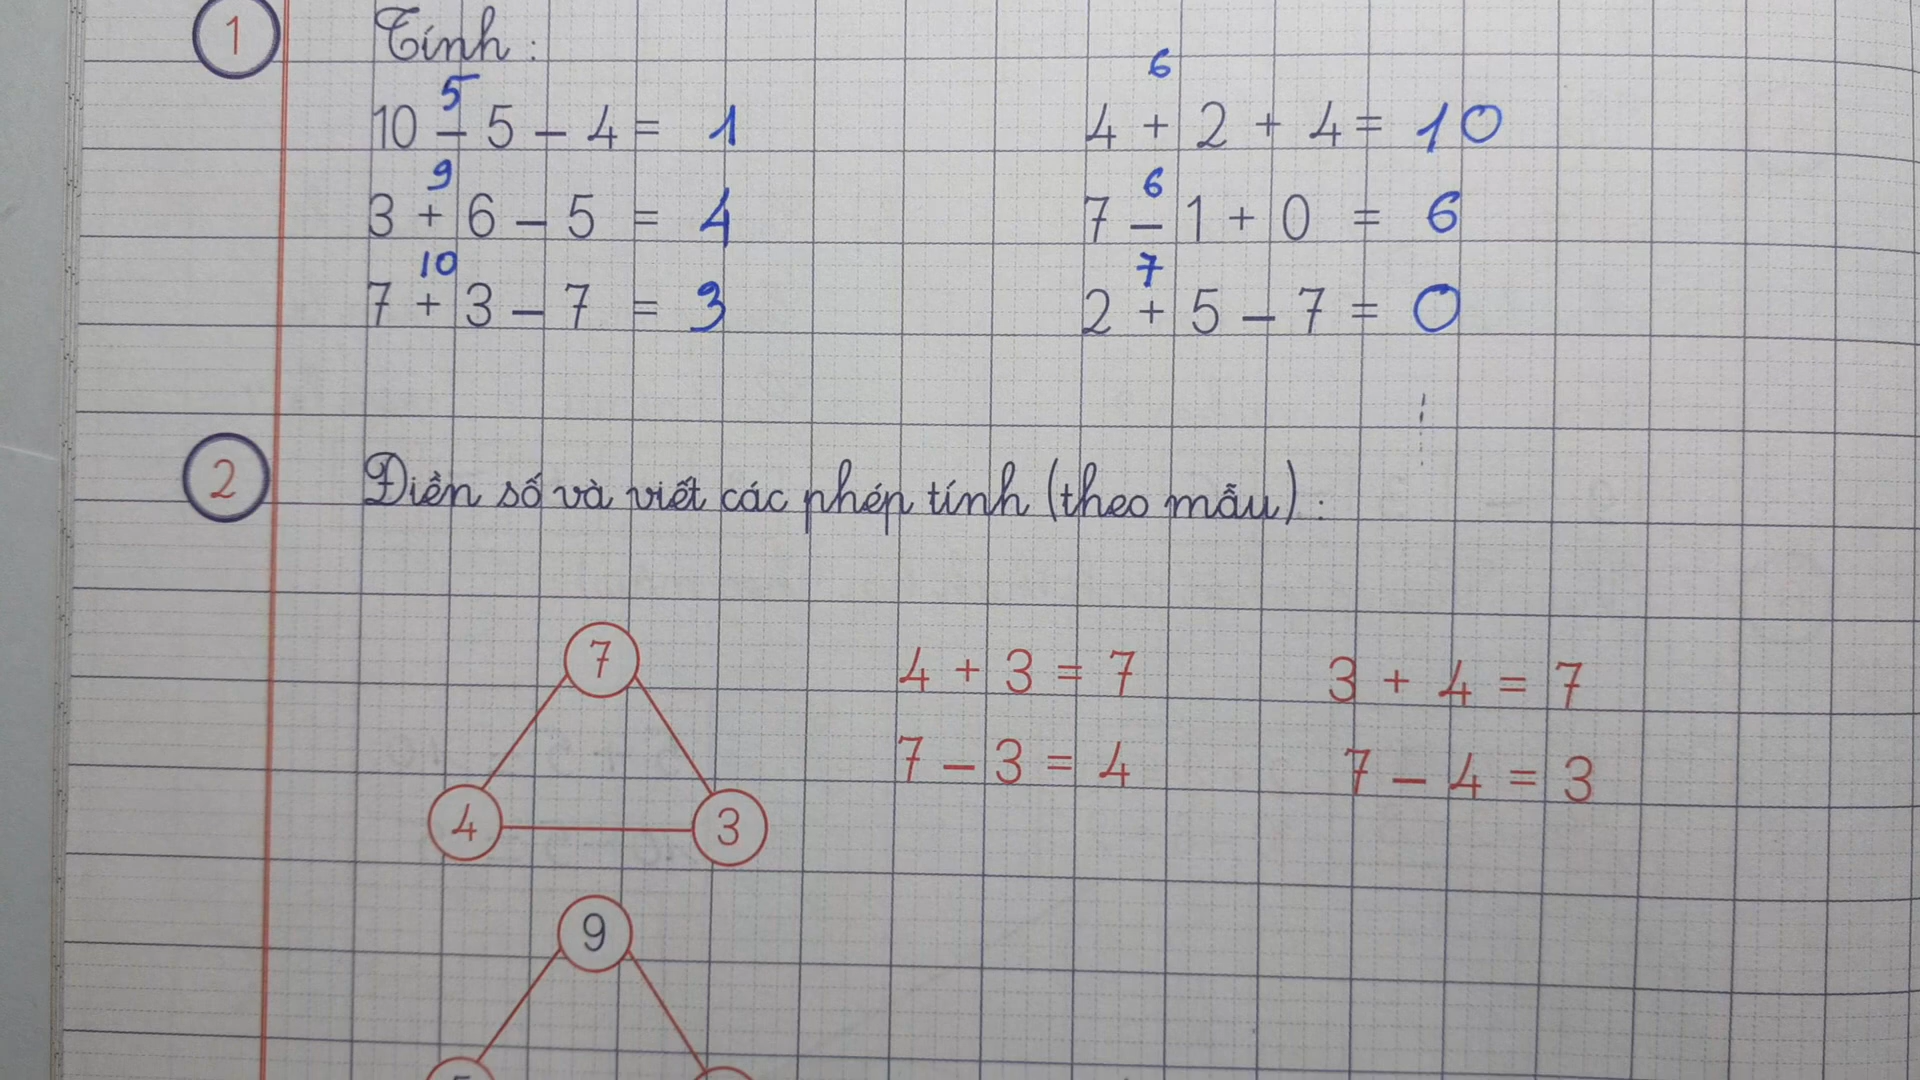 1 Tính:
5 6
10 - 5 - 4 = 1 4 + 2 + 4 = 10
9 6
3 + 6 - 5 = 4 7 - 1 + 0 = 6
10 7
7 + 3 - 7 = 3 2 + 5 - 7 = 0
2 Điền số và viết các phép tính (theo mẫu):
7 4 + 3 = 7 3 + 4 = 7
7 - 3 = 4 7 - 4 = 3
4 3
9